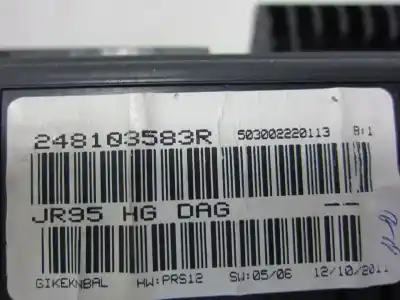 248103583R 503002220113 B:1
JR95 HG DAG --
GIKEKNBAL HW:PRS12 SW:05/06 12/10/2011